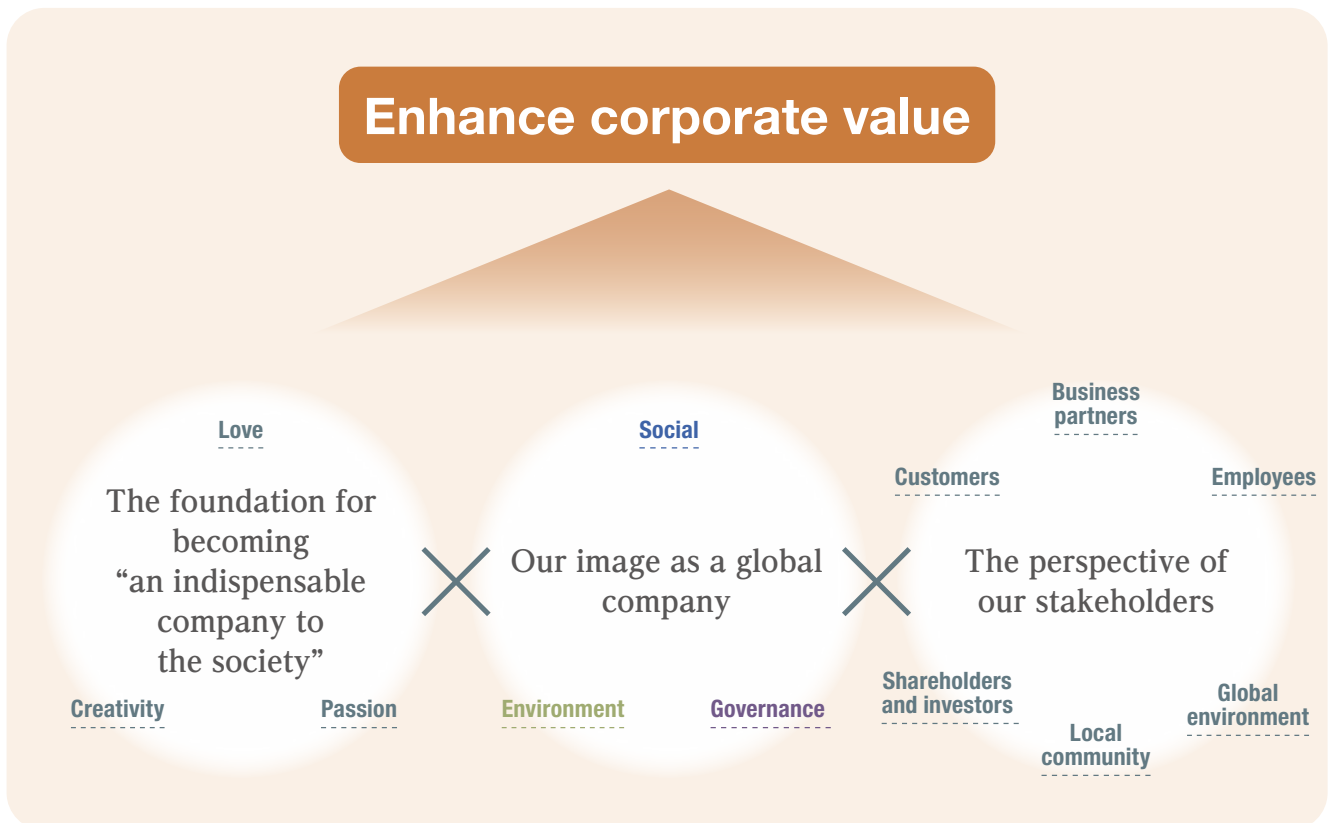 Enhance corporate value
Love
The foundation for
becoming
“an indispensable
company to
the society”
Creativity
Passion
Social
Our image as a global
company
Environment
Governance
Business
partners
Customers
Employees
The perspective of
our stakeholders
Shareholders
and investors
Local
community
Global
environment